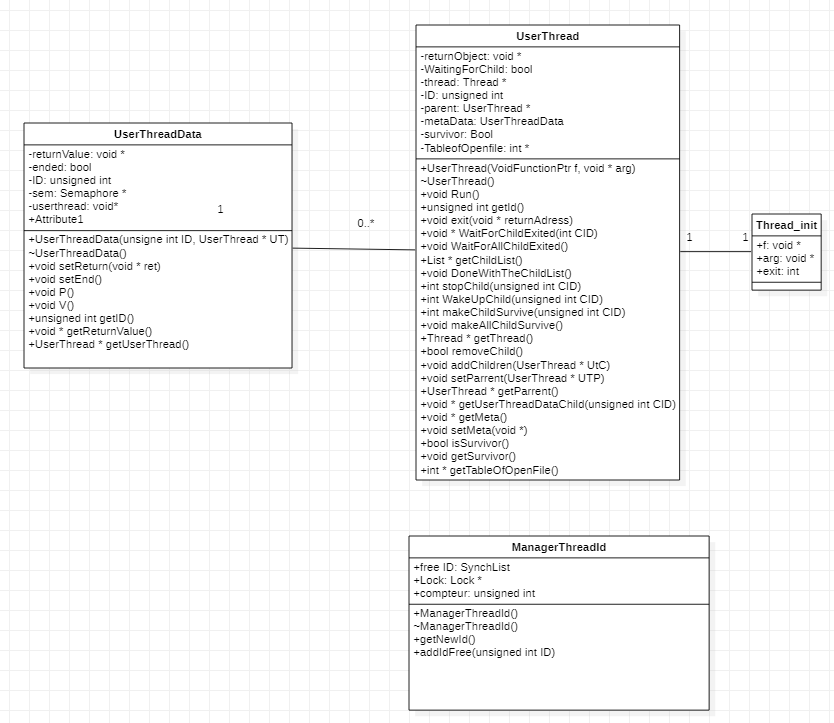 UserThread
-returnObject: void *
-WaitingForChild: bool
-thread: Thread *
-ID: unsigned int
-parent: UserThread *
-metaData: UserThreadData
-survivor: Bool
-TableofOpenfile: int *
+UserThread(VoidFunctionPtr f, void * arg)
~UserThread()
+void Run()
+unsigned int getId()
+void exit(void * returnAdress)
+void * WaitForChildExited(int CID)
+void WaitForAllChildExited()
+List * getChildList()
+void DoneWithTheChildList()
+int stopChild(unsigned int CID)
+int WakeUpChild(unsigned int CID)
+int makeChildSurvive(unsigned int CID)
+void makeAllChildSurvive()
+Thread * getThread()
+bool removeChild()
+void addChildren(UserThread * UtC)
+void setParrent(UserThread * UTP)
+UserThread * getParrent()
+void * getUserThreadDataChild(unsigned int CID)
+void * getMeta()
+void setMeta(void *)
+bool isSurvivor()
+void getSurvivor()
+int * getTableOfOpenFile()
UserThreadData
-returnValue: void *
-ended: bool
-ID: unsigned int
-sem: Semaphore *
-userthread: void*
+Attribute1
+UserThreadData(unsigne int ID, UserThread * UT)
~UserThreadData()
+void setReturn(void * ret)
+void setEnd()
+void P()
+void V()
+unsigned int getID()
+void * getReturnValue()
+UserThread * getUserThread()
1
0..*
1
1
Thread_init
+f: void *
+arg: void *
+exit: int
ManagerThreadId
+free ID: SynchList
+Lock: Lock *
+compteur: unsigned int
+ManagerThreadId()
~ManagerThreadId()
+getNewId()
+addIdFree(unsigned int ID)